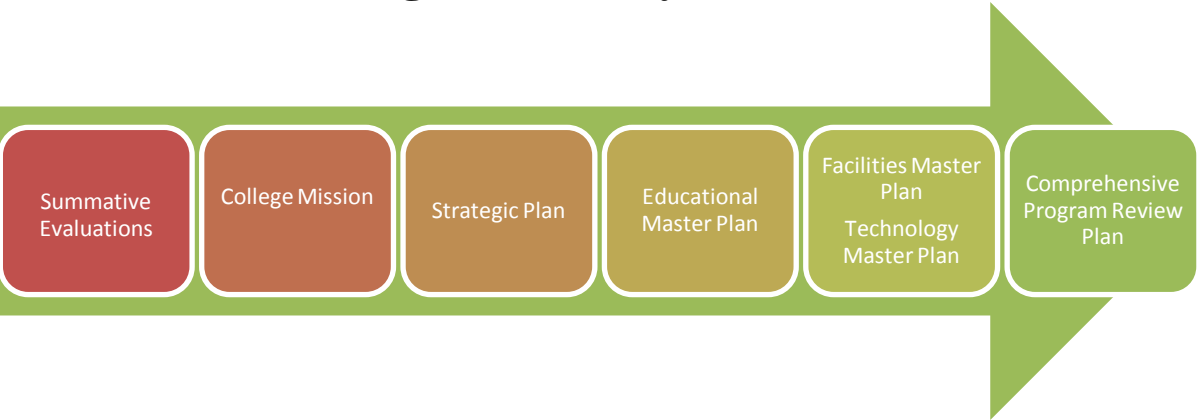 Summative
Evaluations
College Mission
Strategic Plan
Educational
Master Plan
Facilities Master
Plan
Technology
Master Plan
Comprehensive
Program Review
Plan